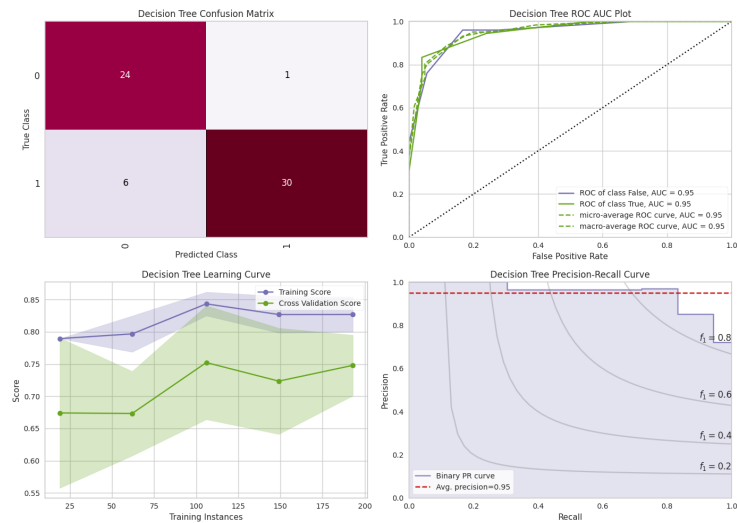 Decision Tree Confusion Matrix
True Class
0
24
1
1
6
30
0
1
Predicted Class
Decision Tree ROC AUC Plot
True Positive Rate
1.0
0.8
0.6
0.4
0.2
0.0
ROC of class False, AUC = 0.95
ROC of class True, AUC = 0.95
micro-average ROC curve, AUC = 0.95
macro-average ROC curve, AUC = 0.95
0.0 0.2 0.4 0.6 0.8 1.0
False Positive Rate
Decision Tree Learning Curve
Training Score
Cross Validation Score
Score
0.85
0.80
0.75
0.70
0.65
0.60
0.55
25 50 75 100 125 150 175 200
Training Instances
Decision Tree Precision-Recall Curve
Precision
1.0
0.8
0.6
0.4
0.2
0.0
f₁ = 0.8
f₁ = 0.6
f₁ = 0.4
f₁ = 0.2
Binary PR curve
Avg. precision=0.95
0.0 0.2 0.4 0.6 0.8 1.0
Recall